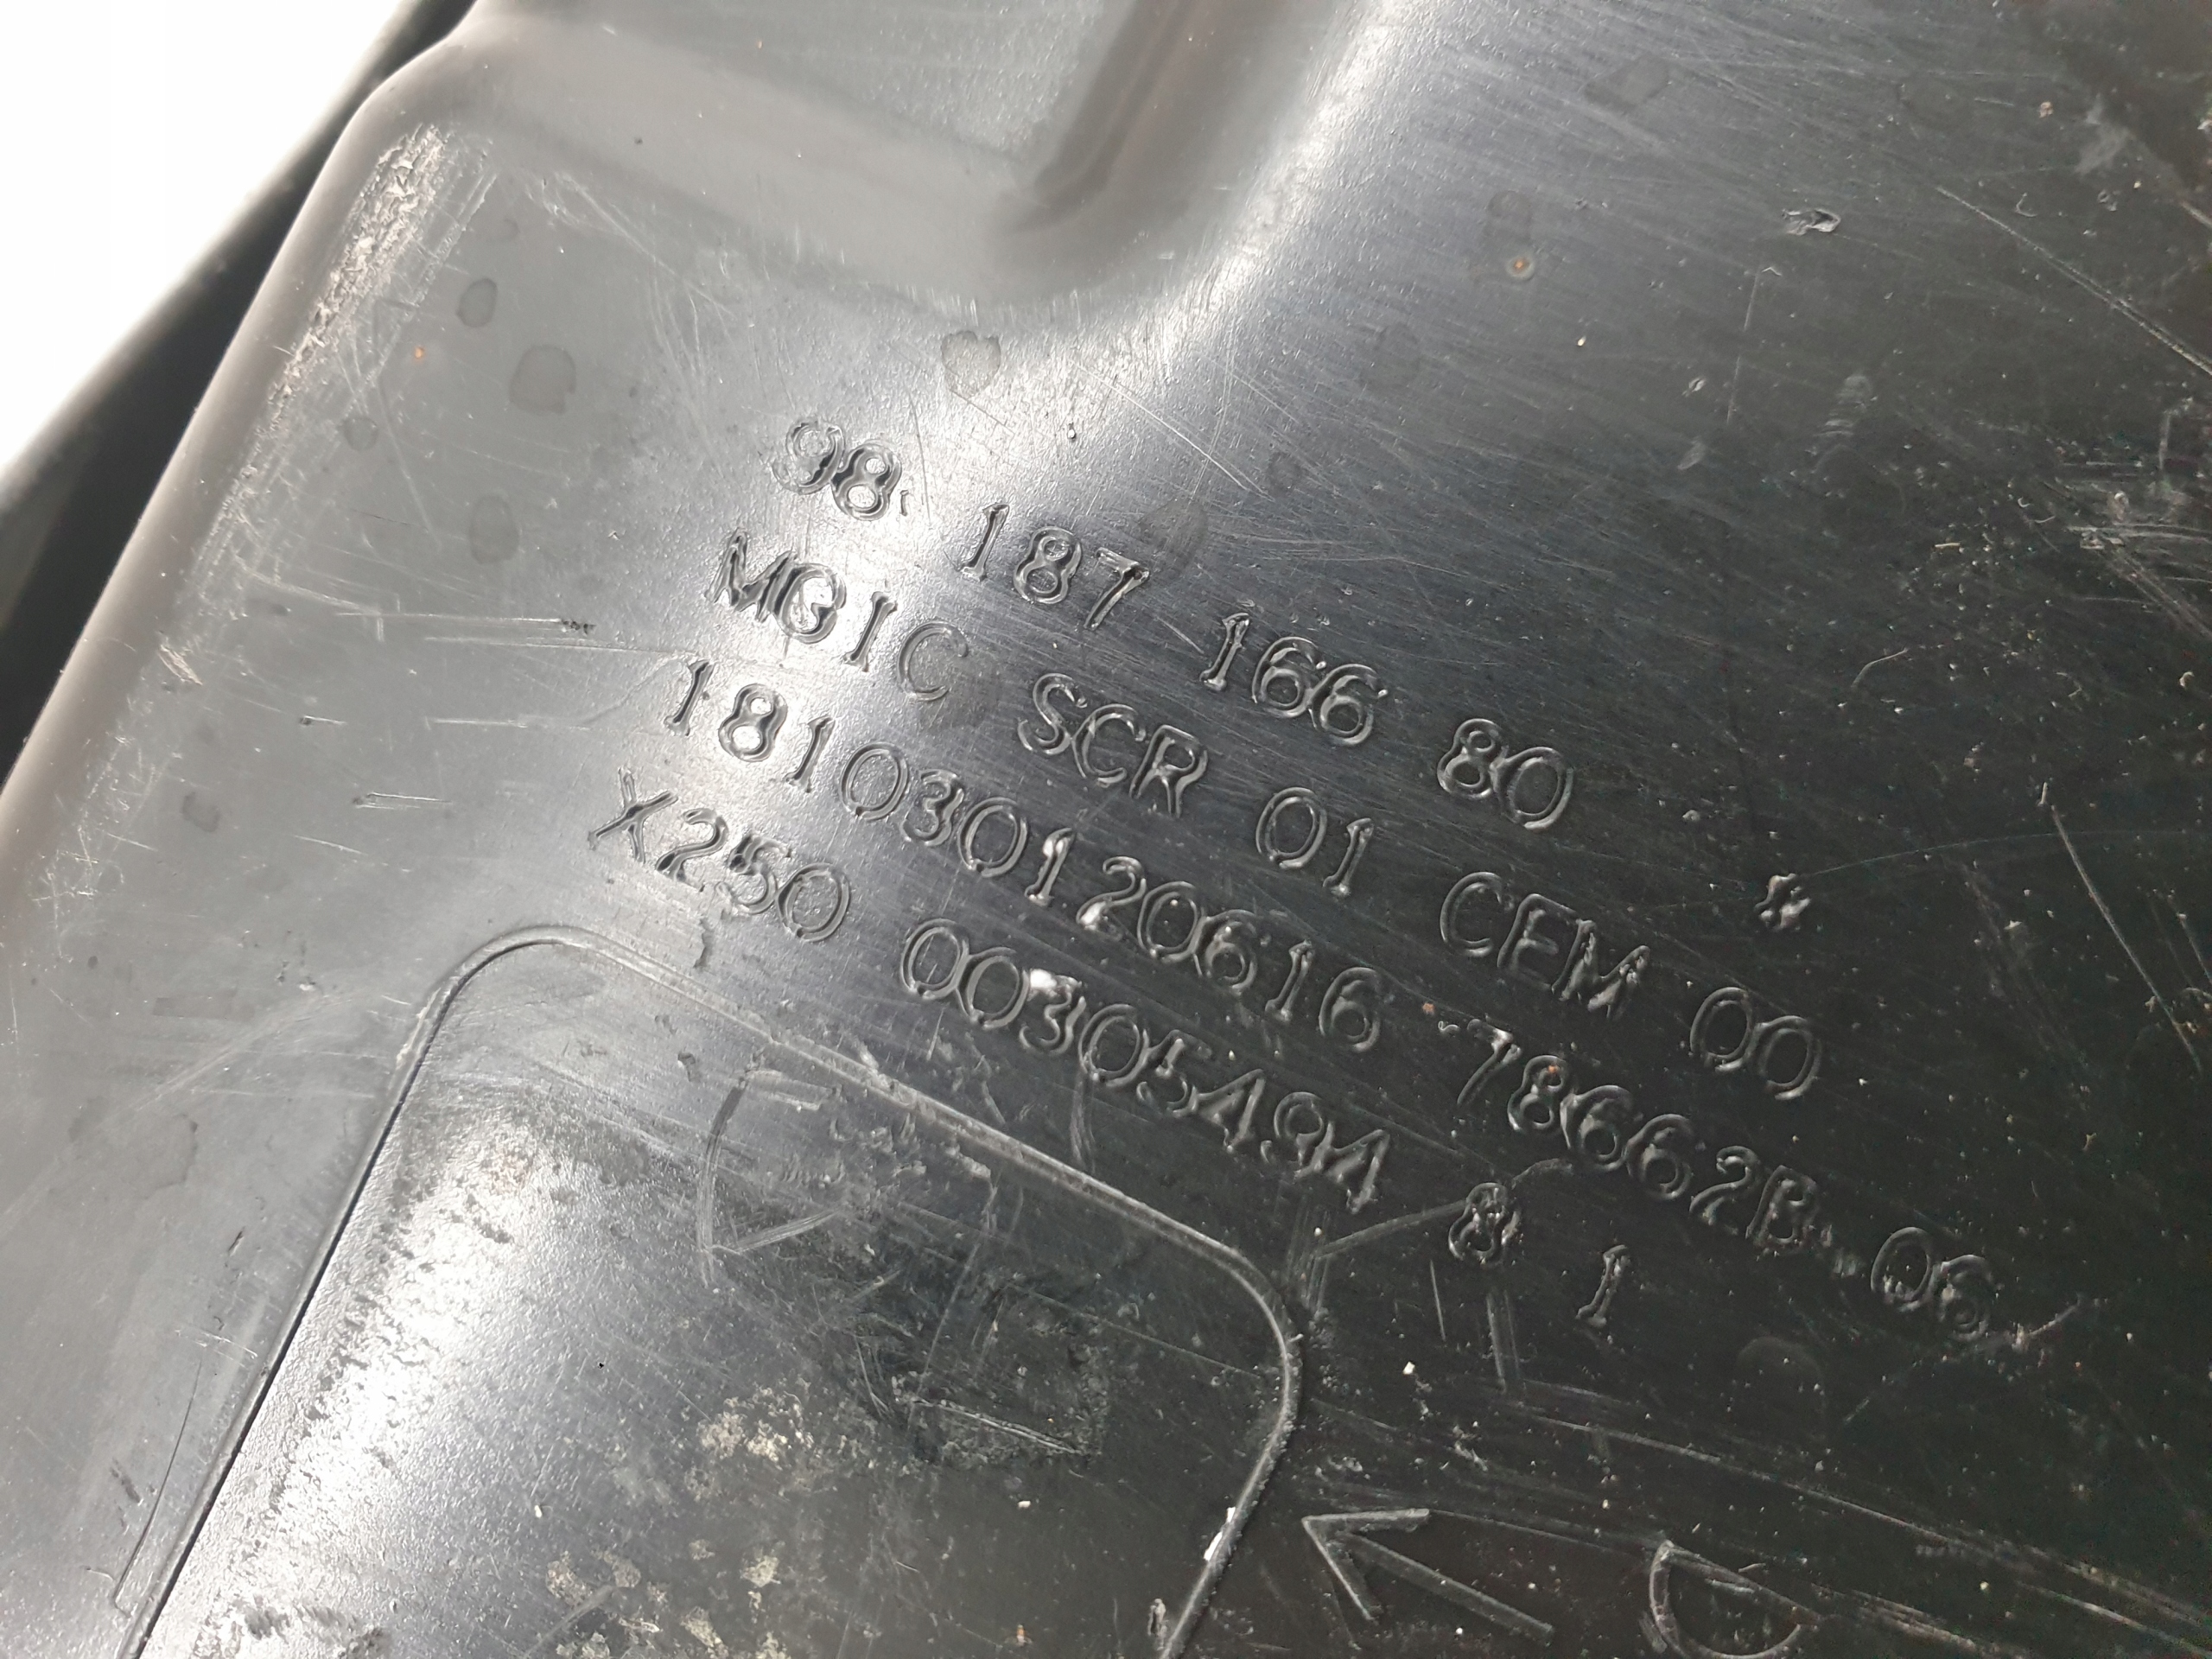 98 187 166 80
MGIC SCR 01 CEM 00
181030120616 78662B 06
X250 00305494 8 1